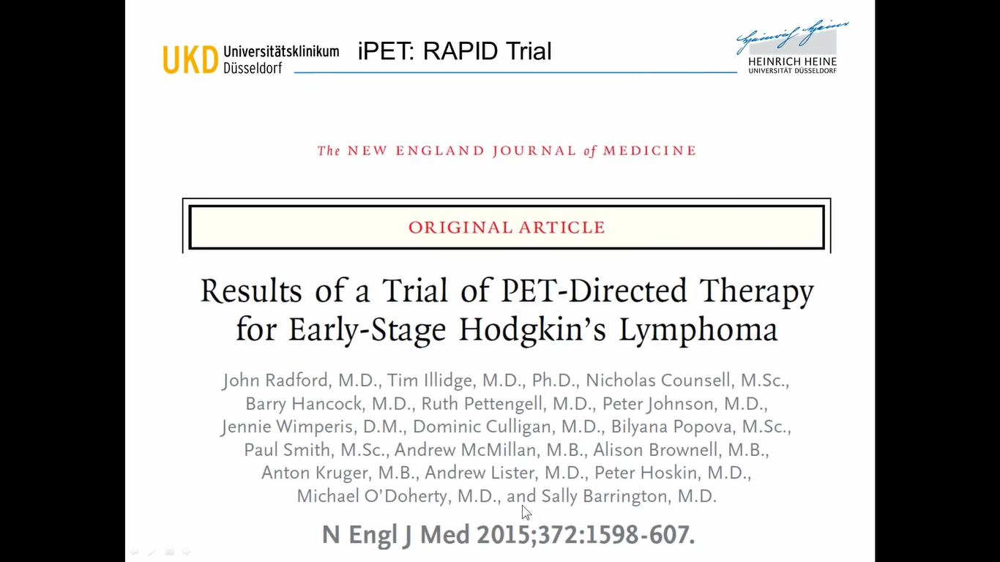 UKD Universitätsklinikum
Düsseldorf
iPET: RAPID Trial
Heinrich Heine
HEINRICH HEINE
UNIVERSITÄT DÜSSELDORF
The NEW ENGLAND JOURNAL of MEDICINE
ORIGINAL ARTICLE
Results of a Trial of PET-Directed Therapy
for Early-Stage Hodgkin’s Lymphoma
John Radford, M.D., Tim Illidge, M.D., Ph.D., Nicholas Counsell, M.Sc.,
Barry Hancock, M.D., Ruth Pettengell, M.D., Peter Johnson, M.D.,
Jennie Wimperis, D.M., Dominic Culligan, M.D., Bilyana Popova, M.Sc.,
Paul Smith, M.Sc., Andrew McMillan, M.B., Alison Brownell, M.B.,
Anton Kruger, M.B., Andrew Lister, M.D., Peter Hoskin, M.D.,
Michael O’Doherty, M.D., and Sally Barrington, M.D.
N Engl J Med 2015;372:1598-607.